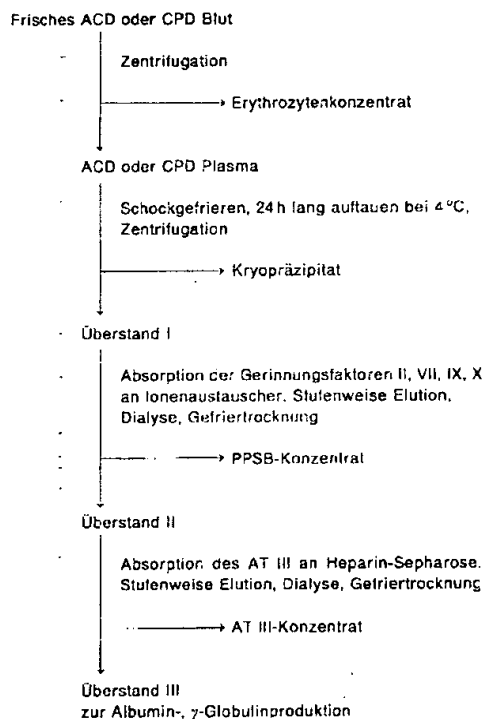 Frisches ACD oder CPD Blut
Zentrifugation
Erythrozytenkonzentrat
ACD oder CPD Plasma
Schockgefrieren, 24 h lang auftauen bei 4 °C,
Zentrifugation
Kryopräzipitat
Überstand I
Absorption der Gerinnungsfaktoren II, VII, IX, X
an Ionenaustauscher. Stufenweise Elution,
Dialyse, Gefriertrocknung
PPSB-Konzentrat
Überstand II
Absorption des AT III an Heparin-Sepharose.
Stufenweise Elution, Dialyse, Gefriertrocknung
AT III-Konzentrat
Überstand III
zur Albumin-, γ-Globulinproduktion